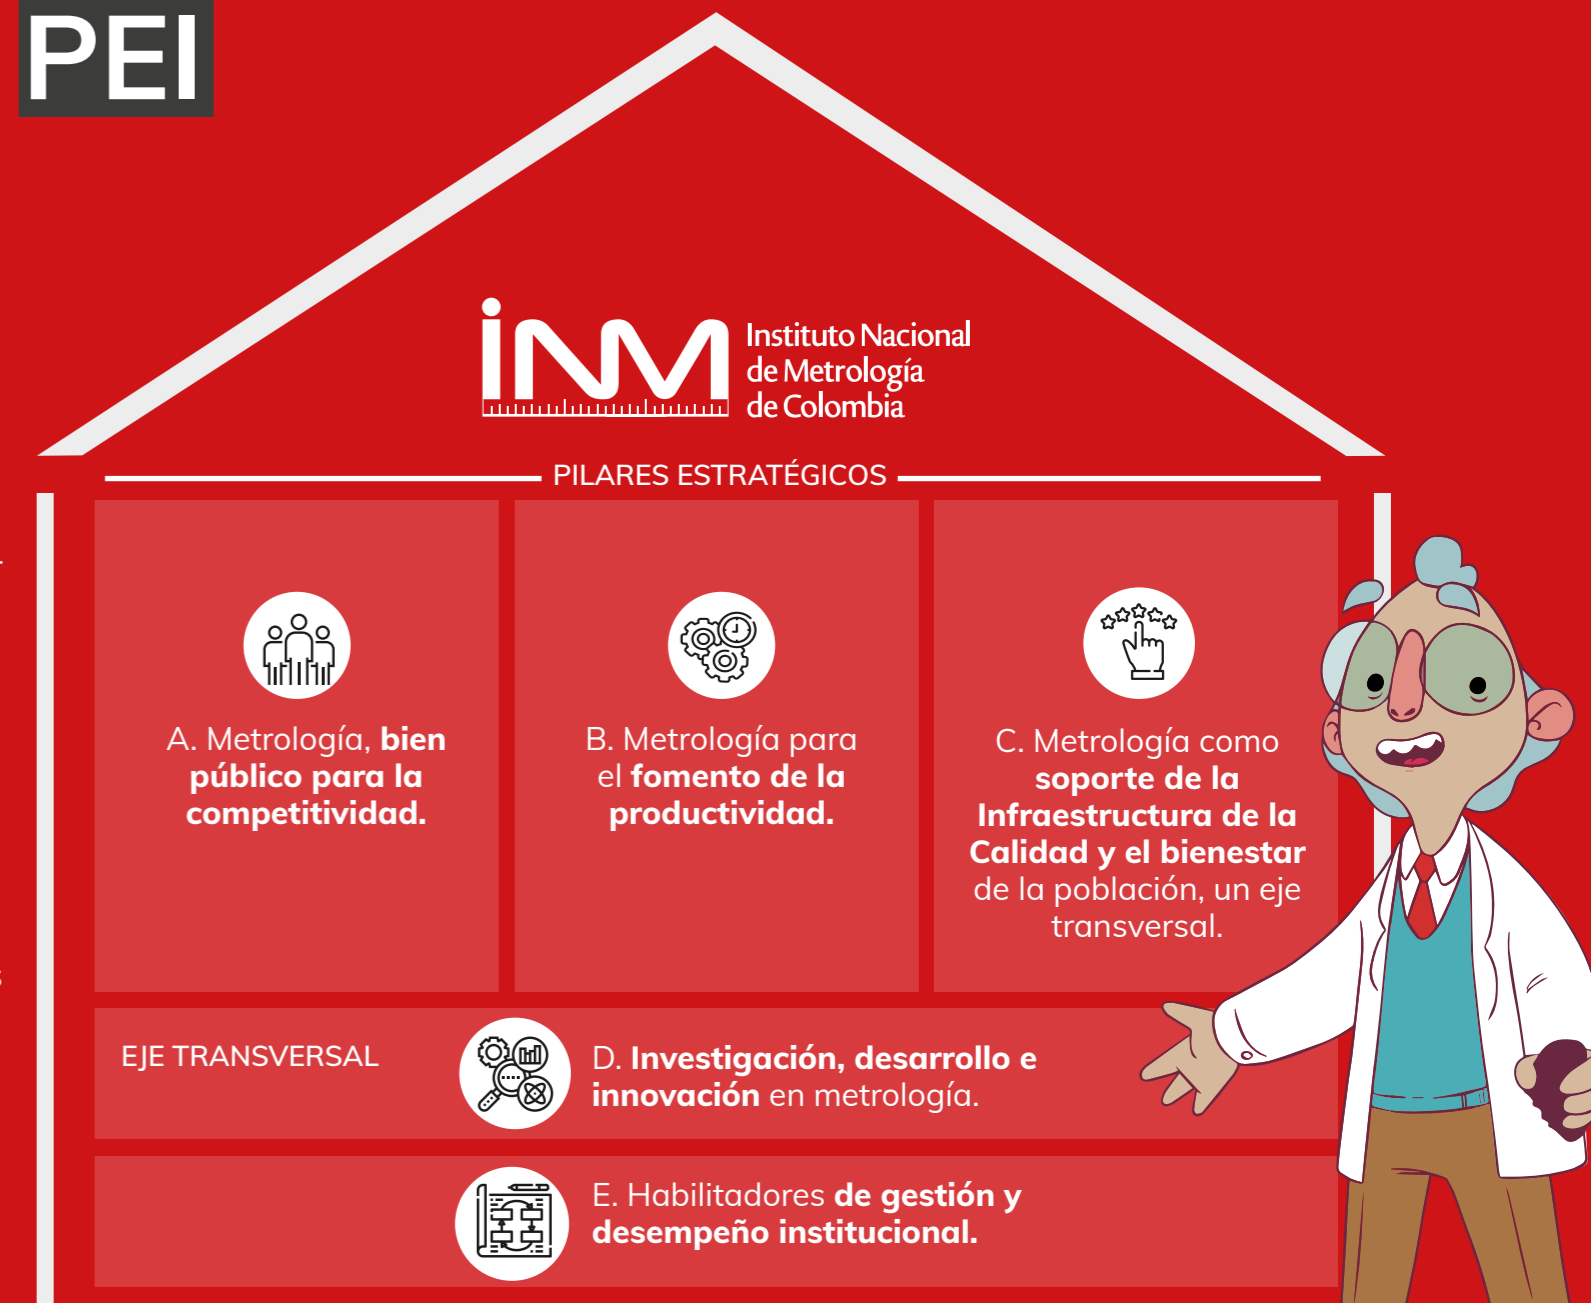 PEI
INM
Instituto Nacional
de Metrología
de Colombia
PILARES ESTRATÉGICOS
A. Metrología, bien
público para la
competitividad.
B. Metrología para
el fomento de la
productividad.
C. Metrología como
soporte de la
Infraestructura de la
Calidad y el bienestar
de la población, un eje
transversal.
EJE TRANSVERSAL
D. Investigación, desarrollo e
innovación en metrología.
E. Habilitadores de gestión y
desempeño institucional.